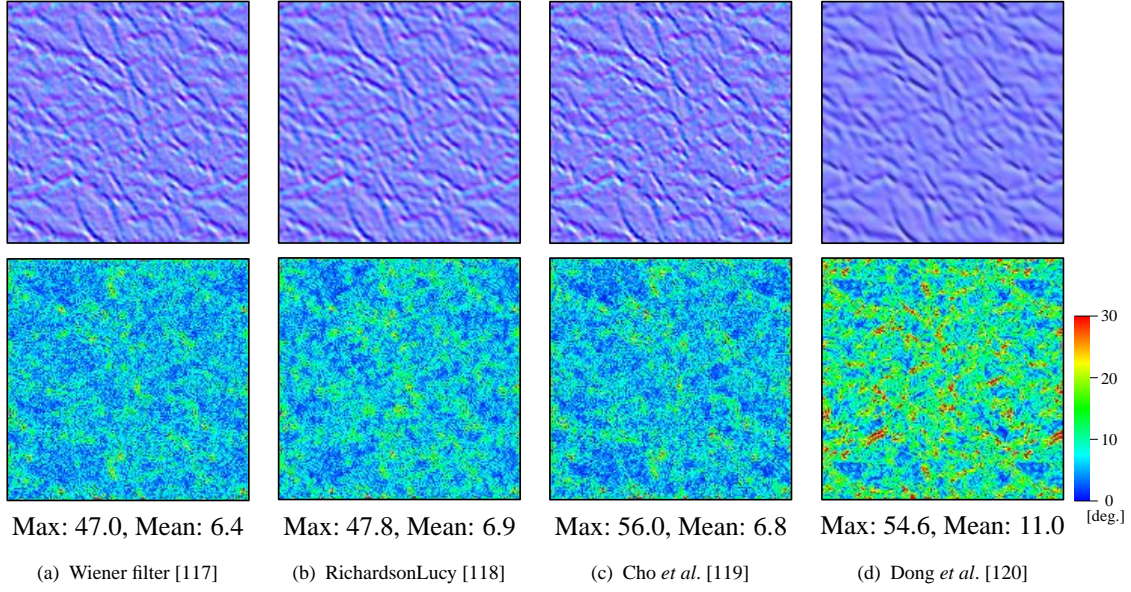 30
20
10
0
[deg.]
Max: 47.0, Mean: 6.4
Max: 47.8, Mean: 6.9
Max: 56.0, Mean: 6.8
Max: 54.6, Mean: 11.0
(a) Wiener filter [117]
(b) RichardsonLucy [118]
(c) Cho et al. [119]
(d) Dong et al. [120]